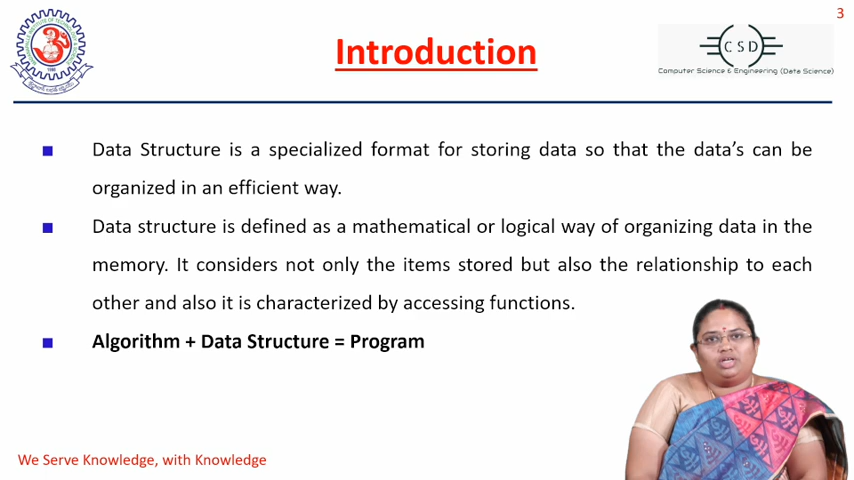 3
Introduction
C S D
Computer Science & Engineering (Data Science)
Data Structure is a specialized format for storing data so that the data's can be
organized in an efficient way.
Data structure is defined as a mathematical or logical way of organizing data in the
memory. It considers not only the items stored but also the relationship to each
other and also it is characterized by accessing functions.
Algorithm + Data Structure = Program
We Serve Knowledge, with Knowledge